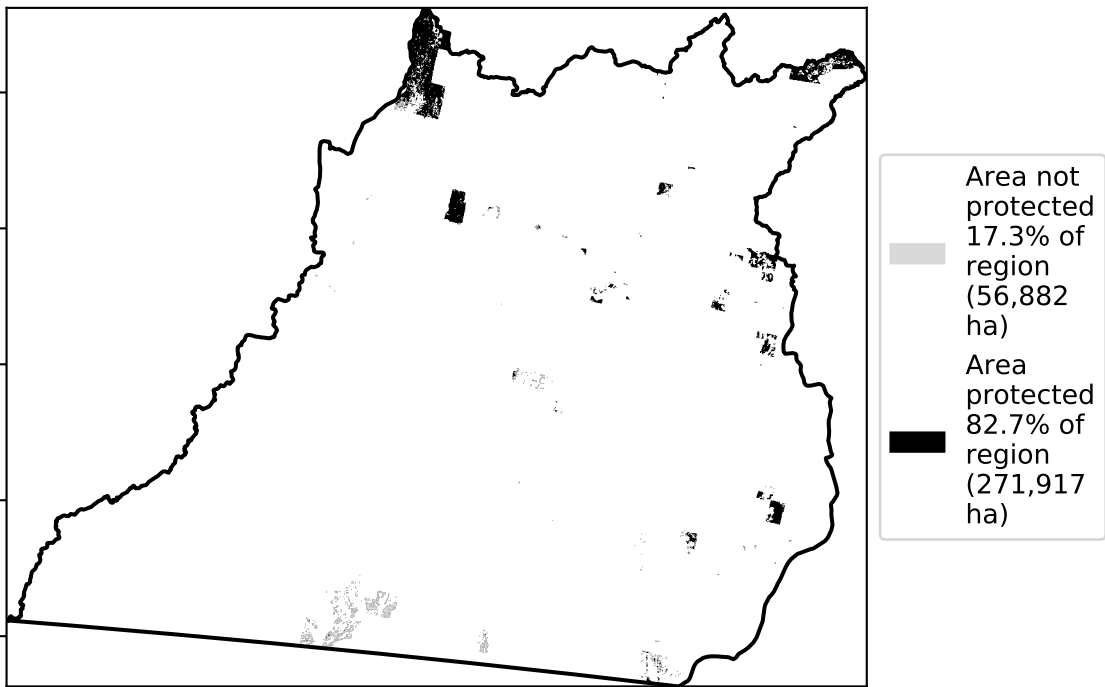 Area not
protected
17.3% of
region
(56,882
ha)
Area
protected
82.7% of
region
(271,917
ha)